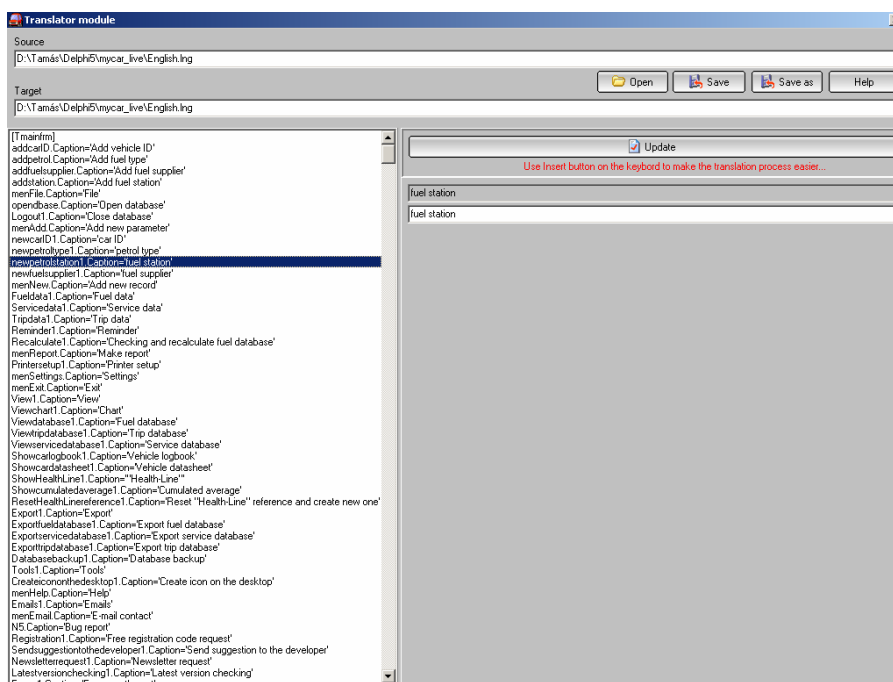 Translator module
Source
D:\Tamás\Delphi5\mycar_live\English.lng
Open
Save
Save as
Help
Target
D:\Tamás\Delphi5\mycar_live\English.lng
[Tmainfrm]
addcarID.Caption='Add vehicle ID'
addpetrol.Caption='Add fuel type'
addfuelsupplier.Caption='Add fuel supplier'
addstation.Caption='Add fuel station'
menFile.Caption='File'
opendbase.Caption='Open database'
Logout1.Caption='Close database'
menAdd.Caption='Add new parameter'
newcarID1.Caption='car ID'
newpetroltype1.Caption='petrol type'
newpetrolstation1.Caption='fuel station'
newfuelsupplier1.Caption='fuel supplier'
menNew.Caption='Add new record'
Fueldata1.Caption='Fuel data'
Servicedata1.Caption='Service data'
Tripdata1.Caption='Trip data'
Reminder1.Caption='Reminder'
Recalculate1.Caption='Checking and recalculate fuel database'
menReport.Caption='Make report'
Printersetup1.Caption='Printer setup'
menSettings.Caption='Settings'
menExit.Caption='Exit'
View1.Caption='View'
Viewchart1.Caption='Chart'
Viewdatabase1.Caption='Fuel database'
Viewtripdatabase1.Caption='Trip database'
Viewservicedatabase1.Caption='Service database'
Showcarlogbook1.Caption='Vehicle logbook'
Showcardatasheet1.Caption='Vehicle datasheet'
ShowHealthLine1.Caption='"Health-Line"'
Showcumulatedaverage1.Caption='Cumulated average'
ResetHealthLinereference1.Caption='Reset "Health-Line" reference and create new one'
Export1.Caption='Export'
Exportfueldatabase1.Caption='Export fuel database'
Exportservicedatabase1.Caption='Export service database'
Exporttripdatabase1.Caption='Export trip database'
Databasebackup1.Caption='Database backup'
Tools1.Caption='Tools'
Createicononthedesktop1.Caption='Create icon on the desktop'
menHelp.Caption='Help'
Emails1.Caption='Emails'
menEmail.Caption='E-mail contact'
N5.Caption='Bug report'
Registration1.Caption='Free registration code request'
Sendsuggestiontothedeveloper1.Caption='Send suggestion to the developer'
Newsletterrequest1.Caption='Newsletter request'
Latestversionchecking1.Caption='Latest version checking'
Update
Use Insert button on the keybord to make the translation process easier...
fuel station
fuel station